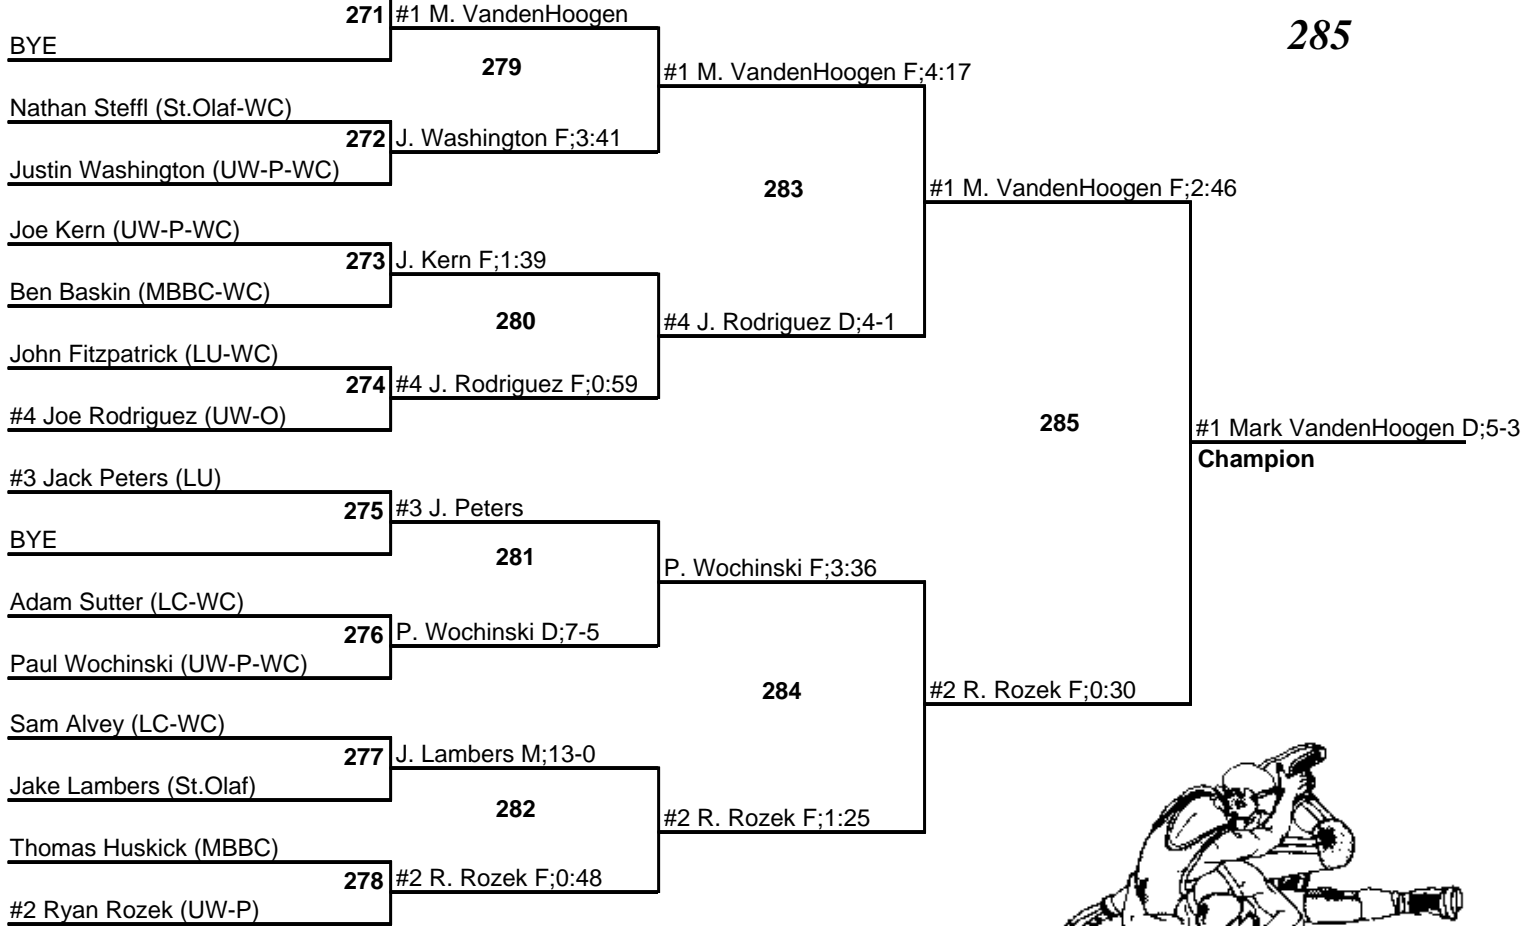 271 #1 M. VandenHoogen
285
BYE
279
#1 M. VandenHoogen F;4:17
Nathan Steffl (St.Olaf-WC)
272 J. Washington F;3:41
Justin Washington (UW-P-WC)
283
#1 M. VandenHoogen F;2:46
Joe Kern (UW-P-WC)
273 J. Kern F;1:39
Ben Baskin (MBBC-WC)
280
#4 J. Rodriguez D;4-1
John Fitzpatrick (LU-WC)
274 #4 J. Rodriguez F;0:59
#4 Joe Rodriguez (UW-O)
285
#1 Mark VandenHoogen D;5-3
Champion
#3 Jack Peters (LU)
275 #3 J. Peters
BYE
281
P. Wochinski F;3:36
Adam Sutter (LC-WC)
276 P. Wochinski D;7-5
Paul Wochinski (UW-P-WC)
284
#2 R. Rozek F;0:30
Sam Alvey (LC-WC)
277 J. Lambers M;13-0
Jake Lambers (St.Olaf)
282
#2 R. Rozek F;1:25
Thomas Huskick (MBBC)
278 #2 R. Rozek F;0:48
#2 Ryan Rozek (UW-P)